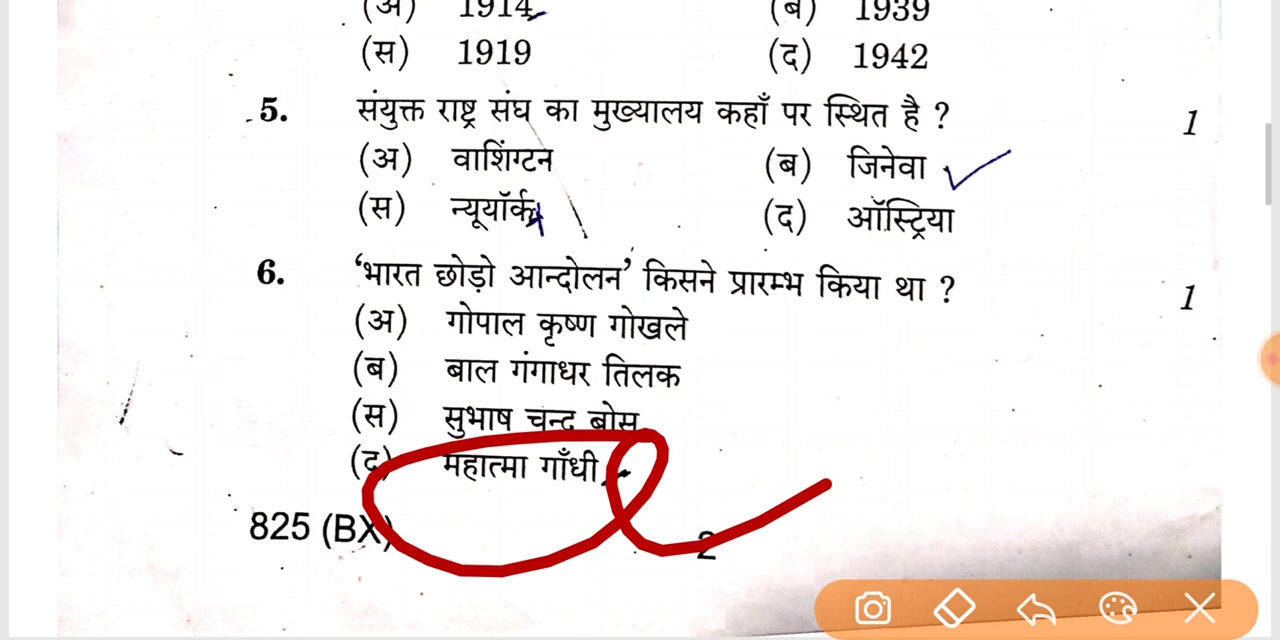 (अ) 1914 (ब) 1939
(स) 1919 (द) 1942
5. संयुक्त राष्ट्र संघ का मुख्यालय कहाँ पर स्थित है ? 1
(अ) वाशिंग्टन (ब) जिनेवा
(स) न्यूयॉर्क (द) ऑस्ट्रिया
6. ‘भारत छोड़ो आन्दोलन’ किसने प्रारम्भ किया था ? 1
(अ) गोपाल कृष्ण गोखले
(ब) बाल गंगाधर तिलक
(स) सुभाष चन्द बोस
(द) महात्मा गाँधी
825 (BX) 2